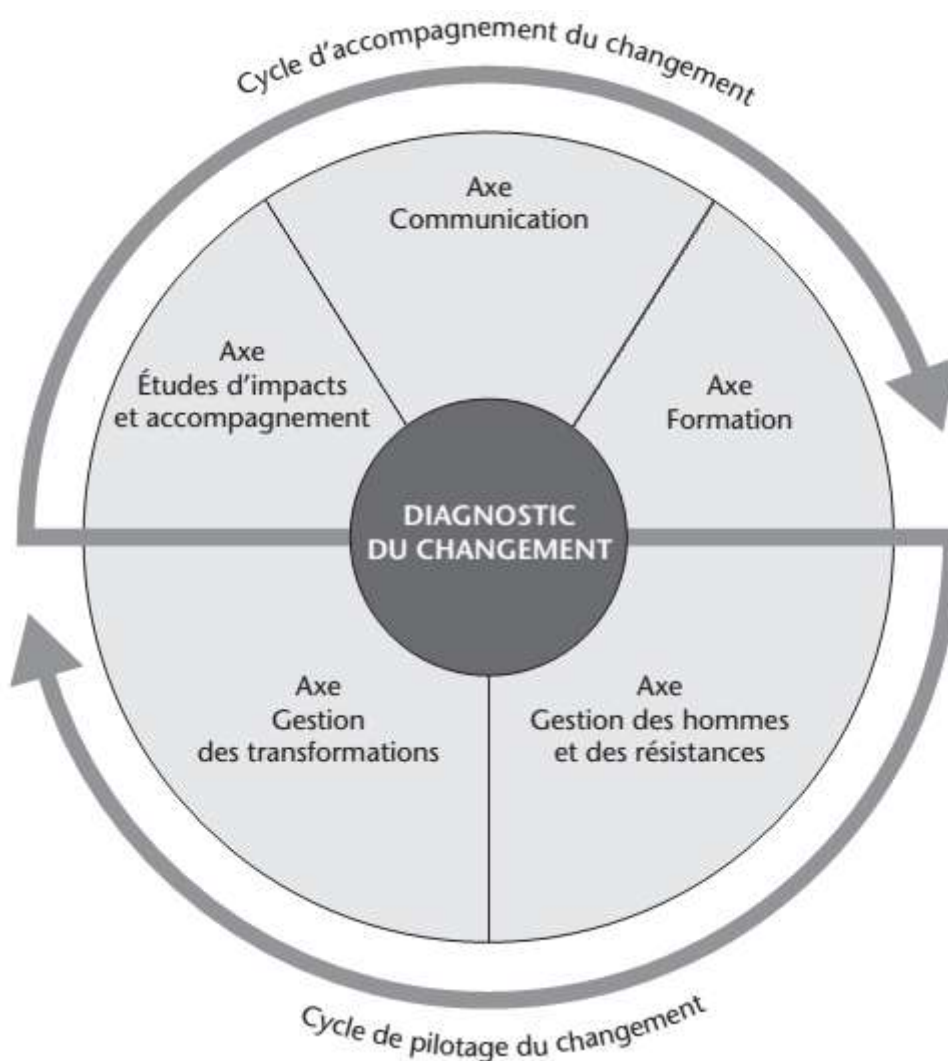 Cycle d'accompagnement du changement
Axe
Communication
Axe
Études d'impacts
et accompagnement
Axe
Formation
DIAGNOSTIC
DU CHANGEMENT
Axe
Gestion
des transformations
Axe
Gestion des hommes
et des résistances
Cycle de pilotage du changement